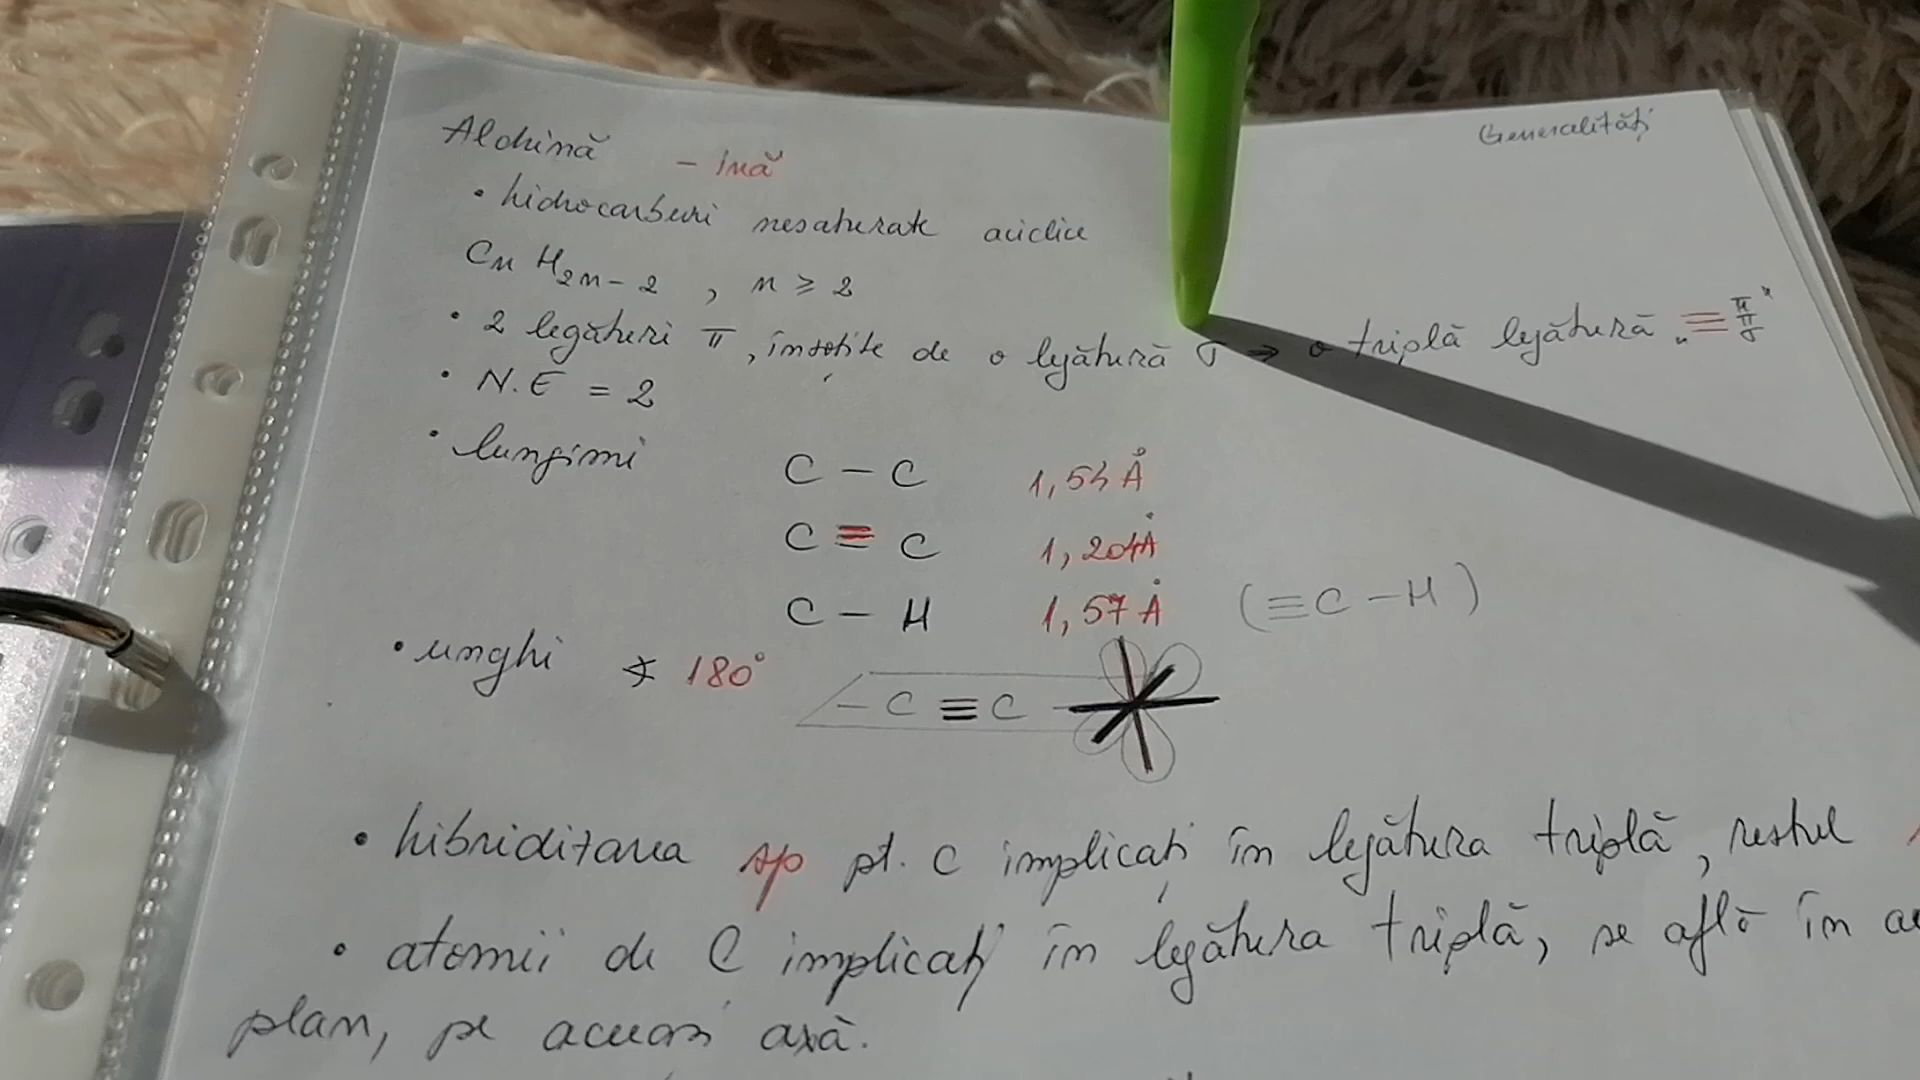 Alchină - ină Generalități
• hidrocarburi nesaturate aciclice
CnH2n-2 , n ≥ 2
• 2 legături π, însoțite de o legătură σ ⇒ o triplă legătură „≡ π π σ"
• N.E = 2
• lungimi C - C 1,54 Å
C ≡ C 1,204Å
C - H 1,57 Å (≡C-H)
• unghi ∢ 180° - C ≡ C -
• hibriditarea sp pt. C implicați în legătura triplă, restul
• atomii de C implicați în legătura triplă, se află în
plan, pe aceeași axă.